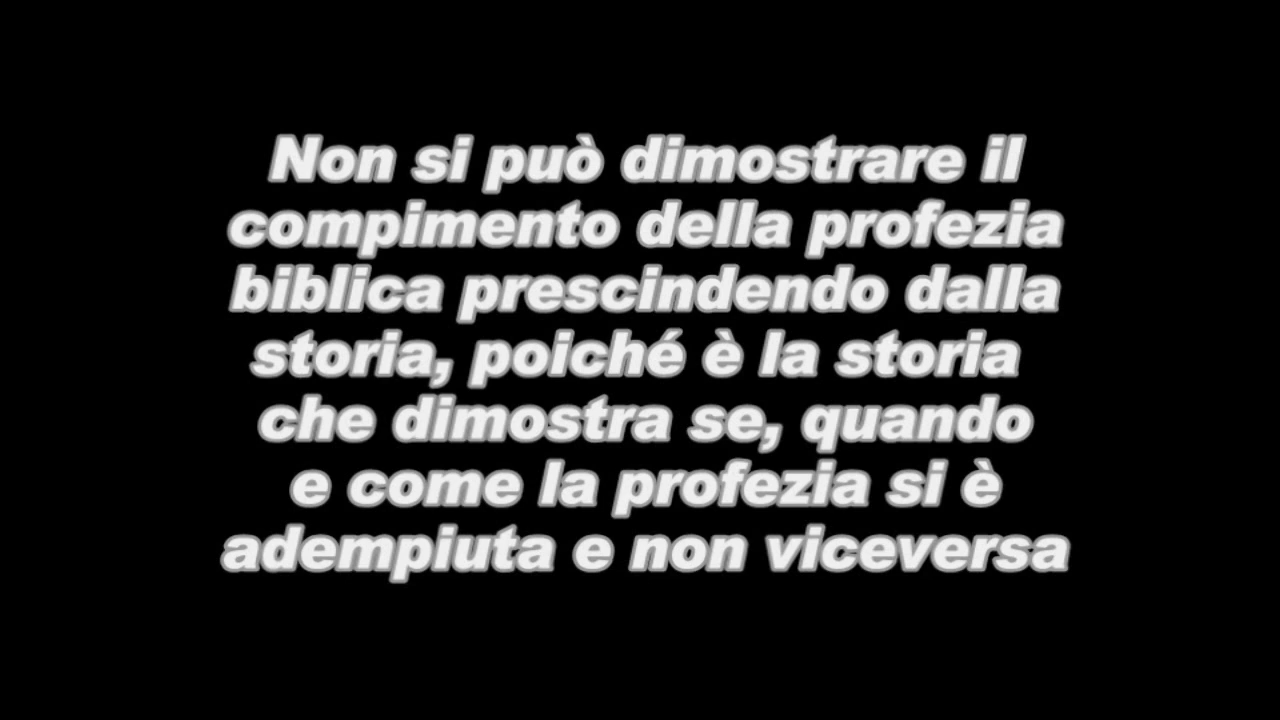 Non si può dimostrare il
compimento della profezia
biblica prescindendo dalla
storia, poiché è la storia
che dimostra se, quando
e come la profezia si è
adempiuta e non viceversa